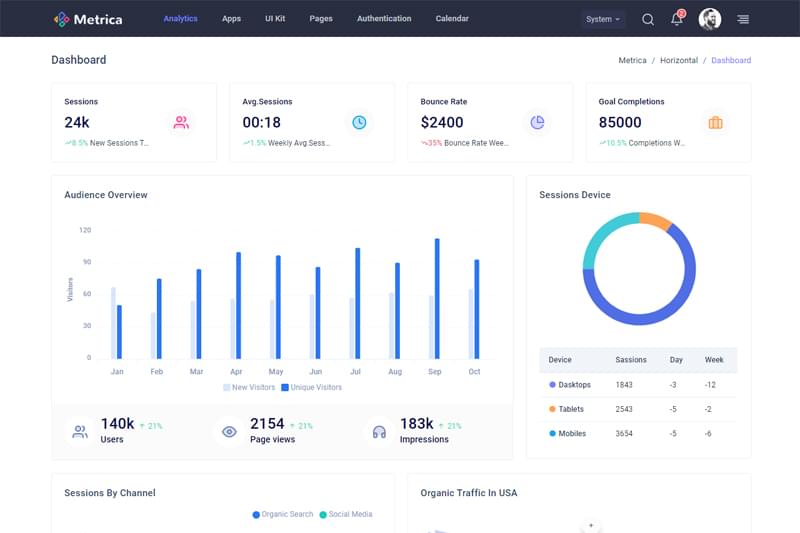 Metrica Analytics Apps UI Kit Pages Authentication Calendar System 2
Dashboard Metrica / Horizontal / Dashboard
Sessions
24k
8.5% New Sessions T...
Avg.Sessions
00:18
1.5% Weekly Avg.Sess...
Bounce Rate
$2400
35% Bounce Rate Wee...
Goal Completions
85000
10.5% Completions W...
Audience Overview
Visitors
120
90
60
30
0
Jan Feb Mar Apr May Jun Jul Aug Sep Oct
New Visitors Unique Visitors
140k 21%
Users
2154 21%
Page views
183k 21%
Impressions
Sessions Device
Device Sassions Day Week
Dasktops 1843 -3 -12
Tablets 2543 -5 -2
Mobiles 3654 -5 -6
Sessions By Channel
Organic Search Social Media
Organic Traffic In USA
+